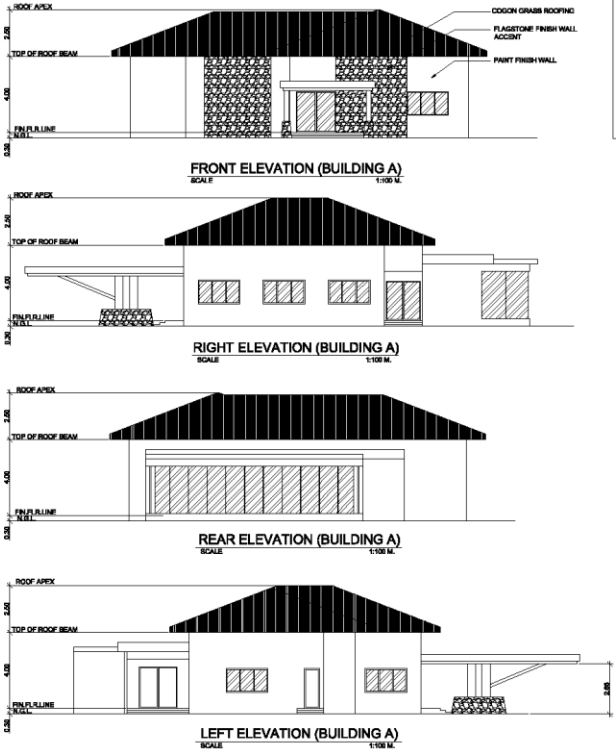 ROOF APEX
2.50
TOP OF ROOF BEAM
4.00
FIN.FLR.LINE
N.G.L.
0.30
COGON GRASS ROOFING
FLAGSTONE FINISH WALL
ACCENT
PAINT FINISH WALL
FRONT ELEVATION (BUILDING A)
SCALE 1:100 M.
ROOF APEX
2.50
TOP OF ROOF BEAM
4.00
FIN.FLR.LINE
N.G.L.
0.30
RIGHT ELEVATION (BUILDING A)
SCALE 1:100 M.
ROOF APEX
2.50
TOP OF ROOF BEAM
4.00
FIN.FLR.LINE
N.G.L.
0.30
REAR ELEVATION (BUILDING A)
SCALE 1:100 M.
ROOF APEX
2.50
TOP OF ROOF BEAM
4.00
FIN.FLR.LINE
N.G.L.
0.30
2.65
LEFT ELEVATION (BUILDING A)
SCALE 1:100 M.